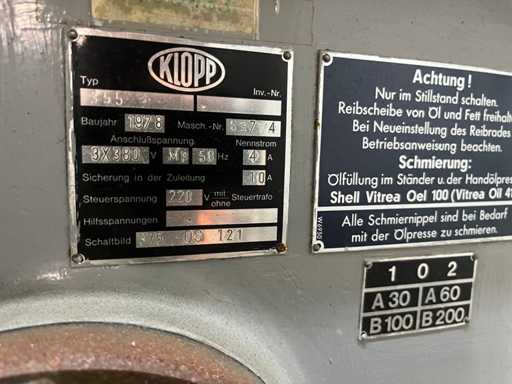 KLOPP
Typ Inv.-Nr.
Baujahr 1978 Masch.-Nr.
Anschlußspannung Nennstrom
3X380 V 50 Hz 4 A
Sicherung in der Zuleitung 10 A
Steuerspannung 220 V mit ohne Steuertrafo
Hilfsspannungen
Schaltbild 121
Achtung!
Nur im Stillstand schalten.
Reibscheibe von Öl und Fett freihalt
Bei Neueinstellung des Reibrades
Betriebsanweisung beachten.
Schmierung:
Ölfüllung im Ständer u. der Handölpres
Shell Vitrea Oel 100 (Vitrea Oil 41
Alle Schmiernippel sind bei Bedarf
mit der Ölpresse zu schmieren.
1 0 2
A 30 A 60
B 100 B 200